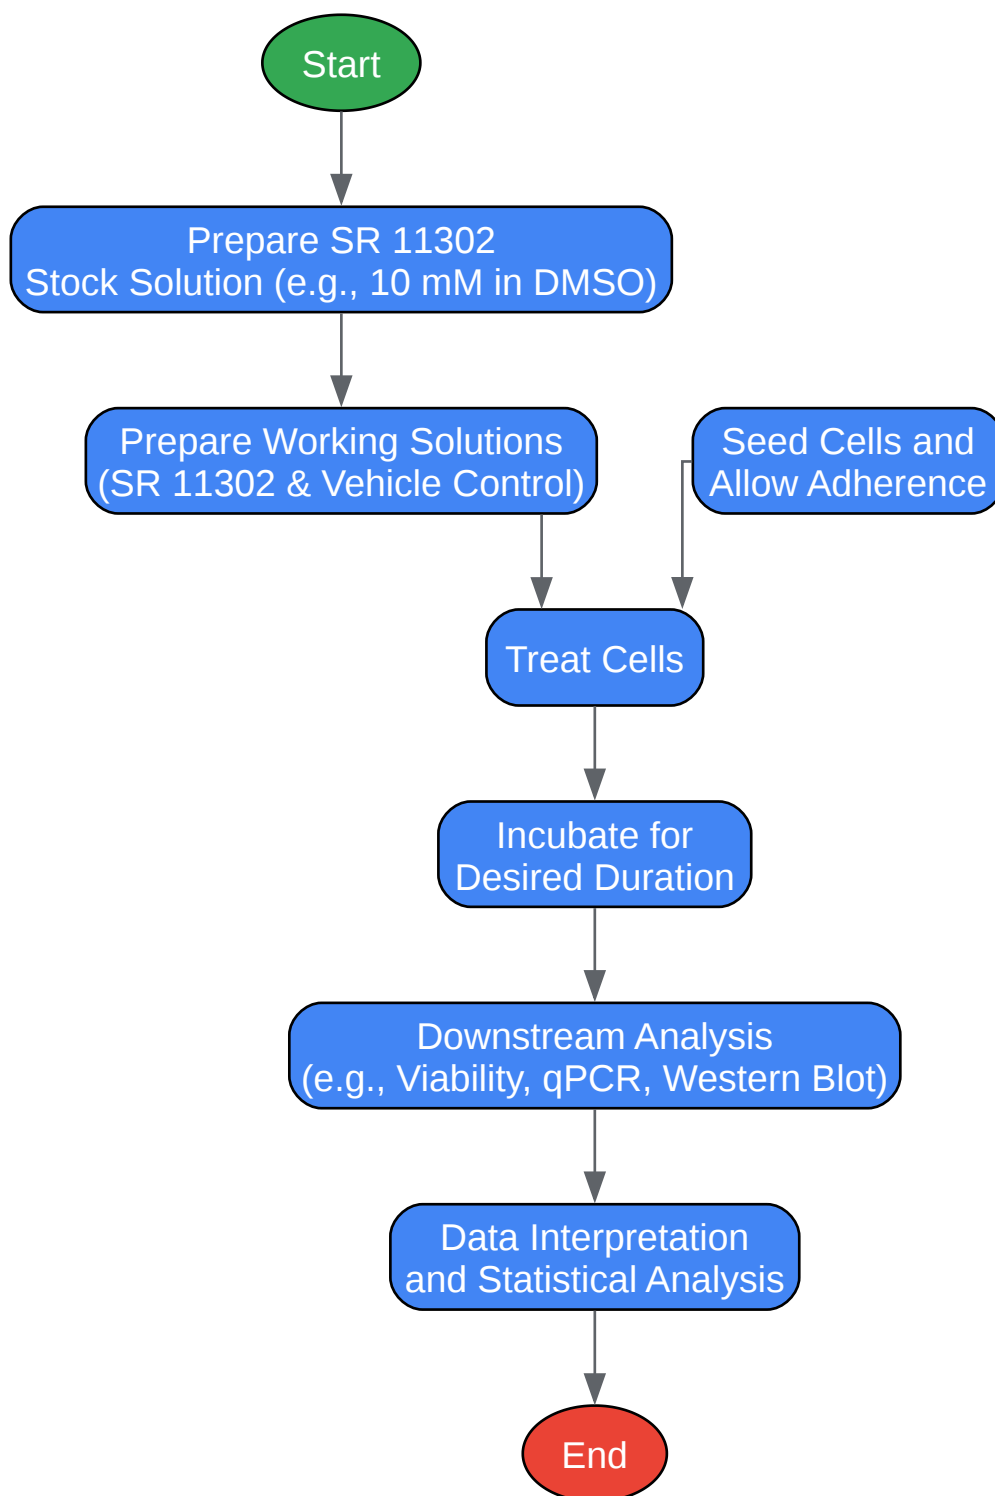 Start
Prepare SR 11302
Stock Solution (e.g., 10 mM in DMSO)
Prepare Working Solutions
(SR 11302 & Vehicle Control)
Seed Cells and
Allow Adherence
Treat Cells
Incubate for
Desired Duration
Downstream Analysis
(e.g., Viability, qPCR, Western Blot)
Data Interpretation
and Statistical Analysis
End